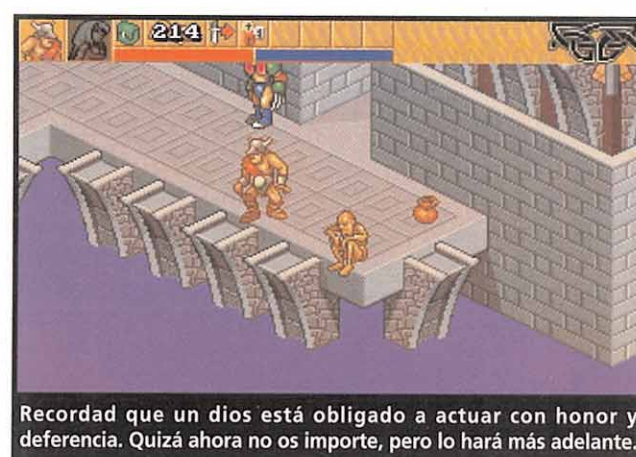 214
Recordad que un dios está obligado a actuar con honor y
deferencia. Quizá ahora no os importe, pero lo hará más adelante.